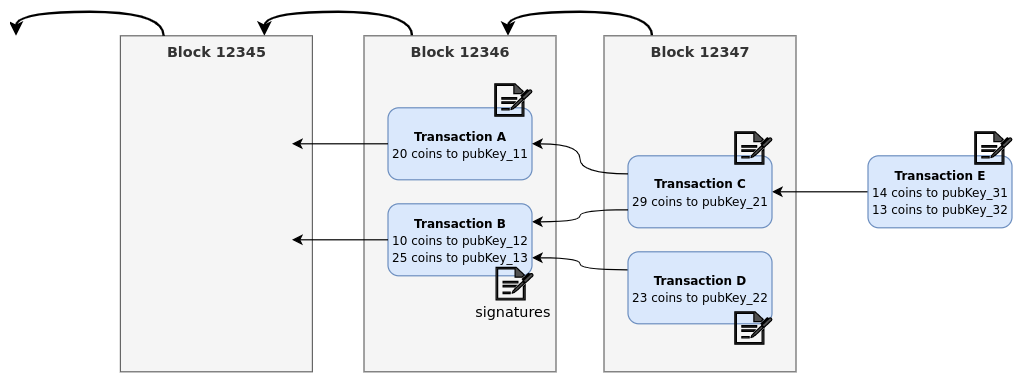 Block 12345
Block 12346
Block 12347
Transaction A
20 coins to pubKey_11
Transaction B
10 coins to pubKey_12
25 coins to pubKey_13
signatures
Transaction C
29 coins to pubKey_21
Transaction D
23 coins to pubKey_22
Transaction E
14 coins to pubKey_31
13 coins to pubKey_32